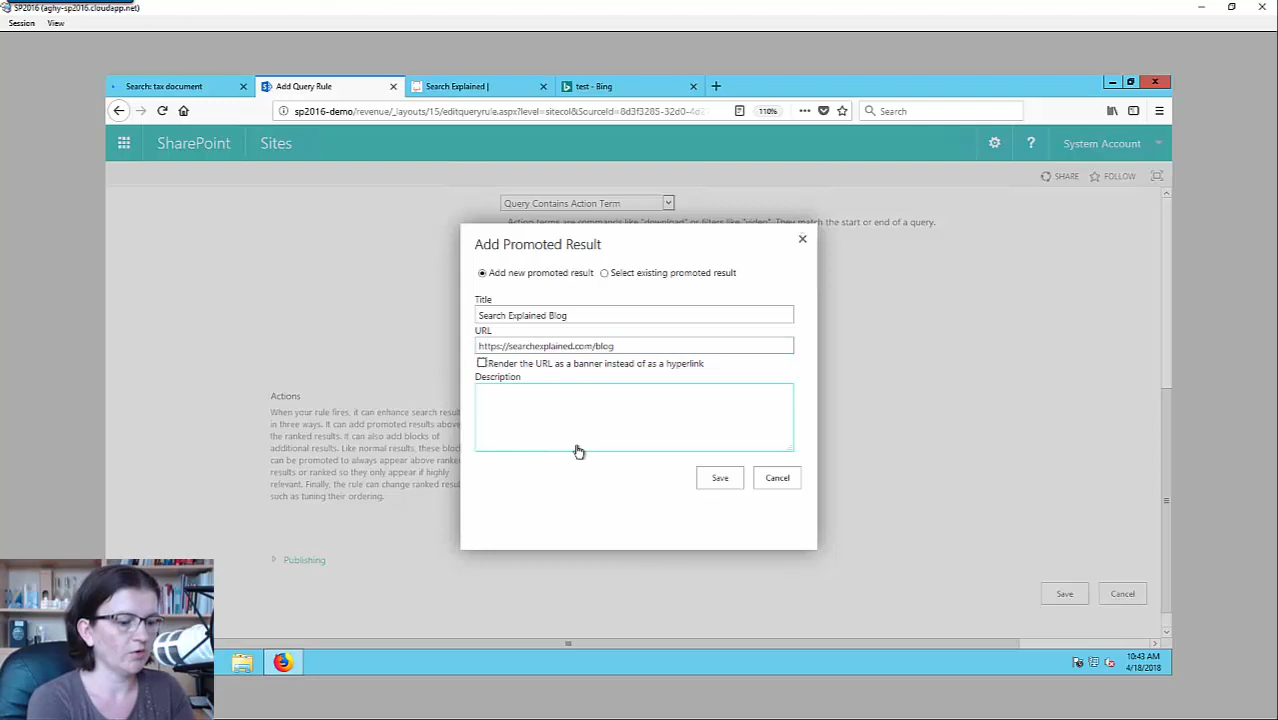 SP2016 (aghy-sp2016.cloudapp.net)
Session View
Search: tax document
Add Query Rule
Search Explained |
test - Bing
sp2016-demo/revenue/_layouts/15/editqueryrule.aspx?level=sitecol&SourceId=8d3f3285-32d0-4d2
110%
Search
SharePoint Sites
System Account
SHARE FOLLOW
Query Contains Action Term
Action terms are commands like "download" or filters like "video". They match the start or end of a query.
Add Promoted Result
Add new promoted result
Select existing promoted result
Title
Search Explained Blog
URL
https://searchexplained.com/blog
Render the URL as a banner instead of as a hyperlink
Description
Save Cancel
Actions
When your rule fires, it can enhance search resul
in three ways. It can add promoted results above
the ranked results. It can also add blocks of
additional results. Like normal results, these bloc
can be promoted to always appear above ranked
results or ranked so they only appear if highly
relevant. Finally, the rule can change ranked resul
such as tuning their ordering.
Publishing
Save Cancel
10:43 AM
4/18/2018